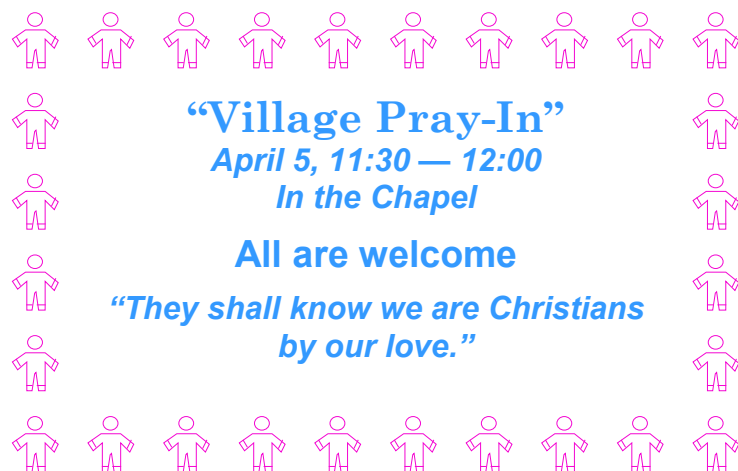 “Village Pray-In”
April 5, 11:30 — 12:00
In the Chapel
All are welcome
“They shall know we are Christians
by our love.”